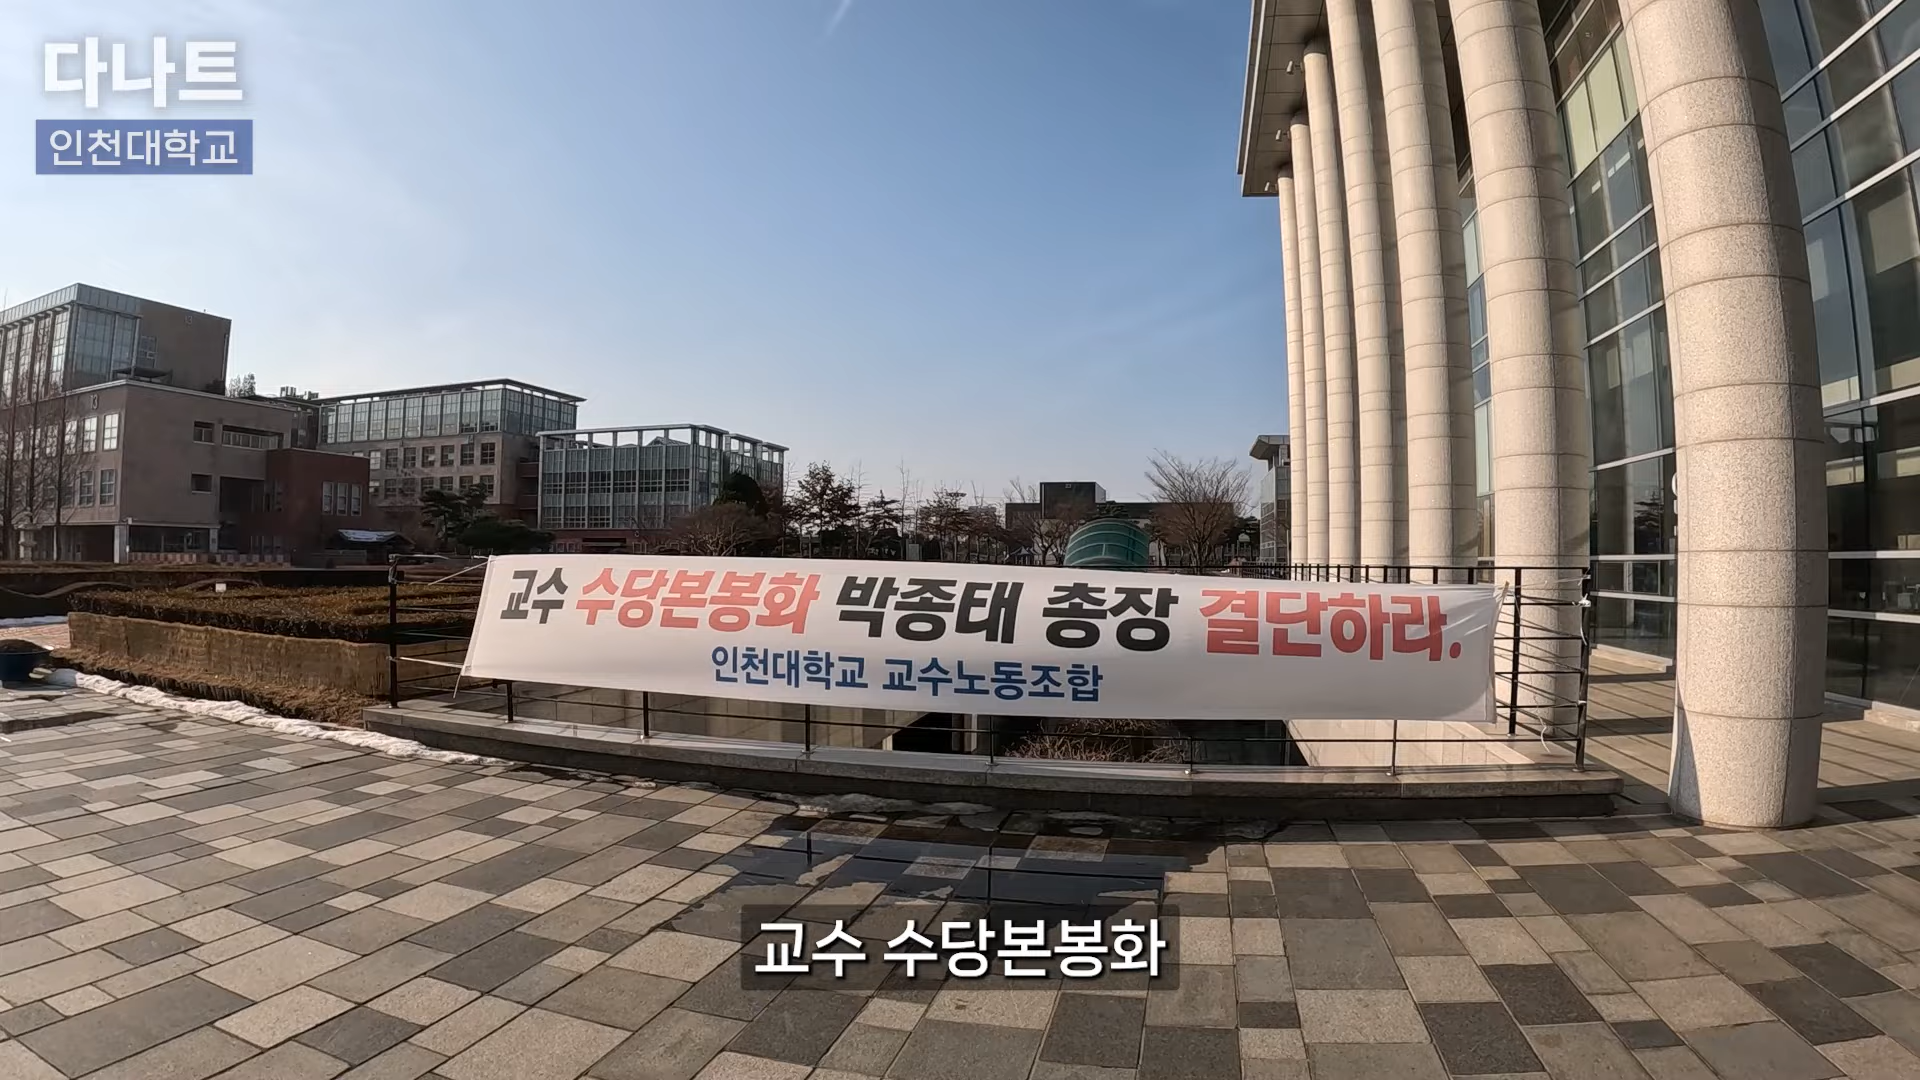 다나트
인천대학교
교수 수당본봉화 박종태 총장 결단하라.
인천대학교 교수노동조합
교수 수당본봉화